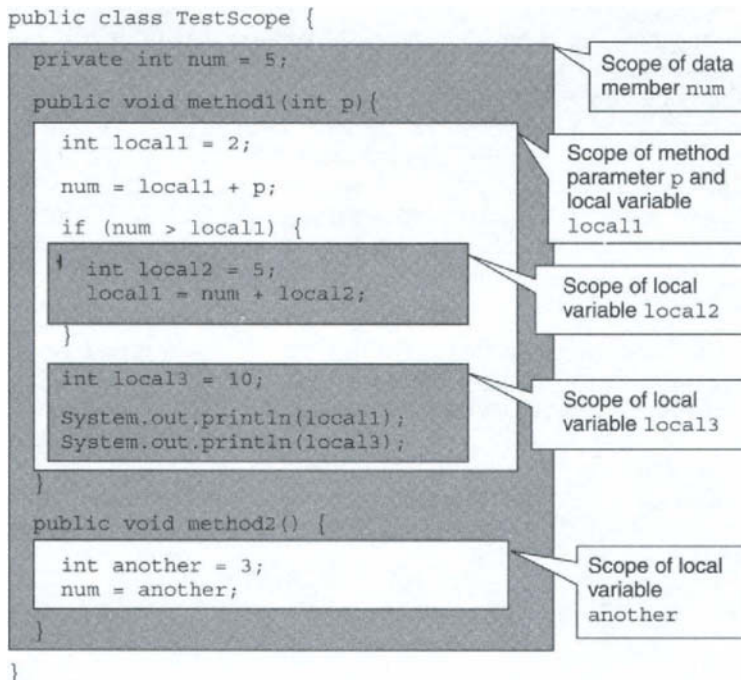 public class TestScope {
private int num = 5;
public void method1(int p){
int local1 = 2;
num = local1 + p;
if (num > local1) {
int local2 = 5;
local1 = num + local2;
}
int local3 = 10;
System.out.println(local1);
System.out.println(local3);
}
public void method2() {
int another = 3;
num = another;
}
}
Scope of data
member num
Scope of method
parameter p and
local variable
local1
Scope of local
variable local2
Scope of local
variable local3
Scope of local
variable
another